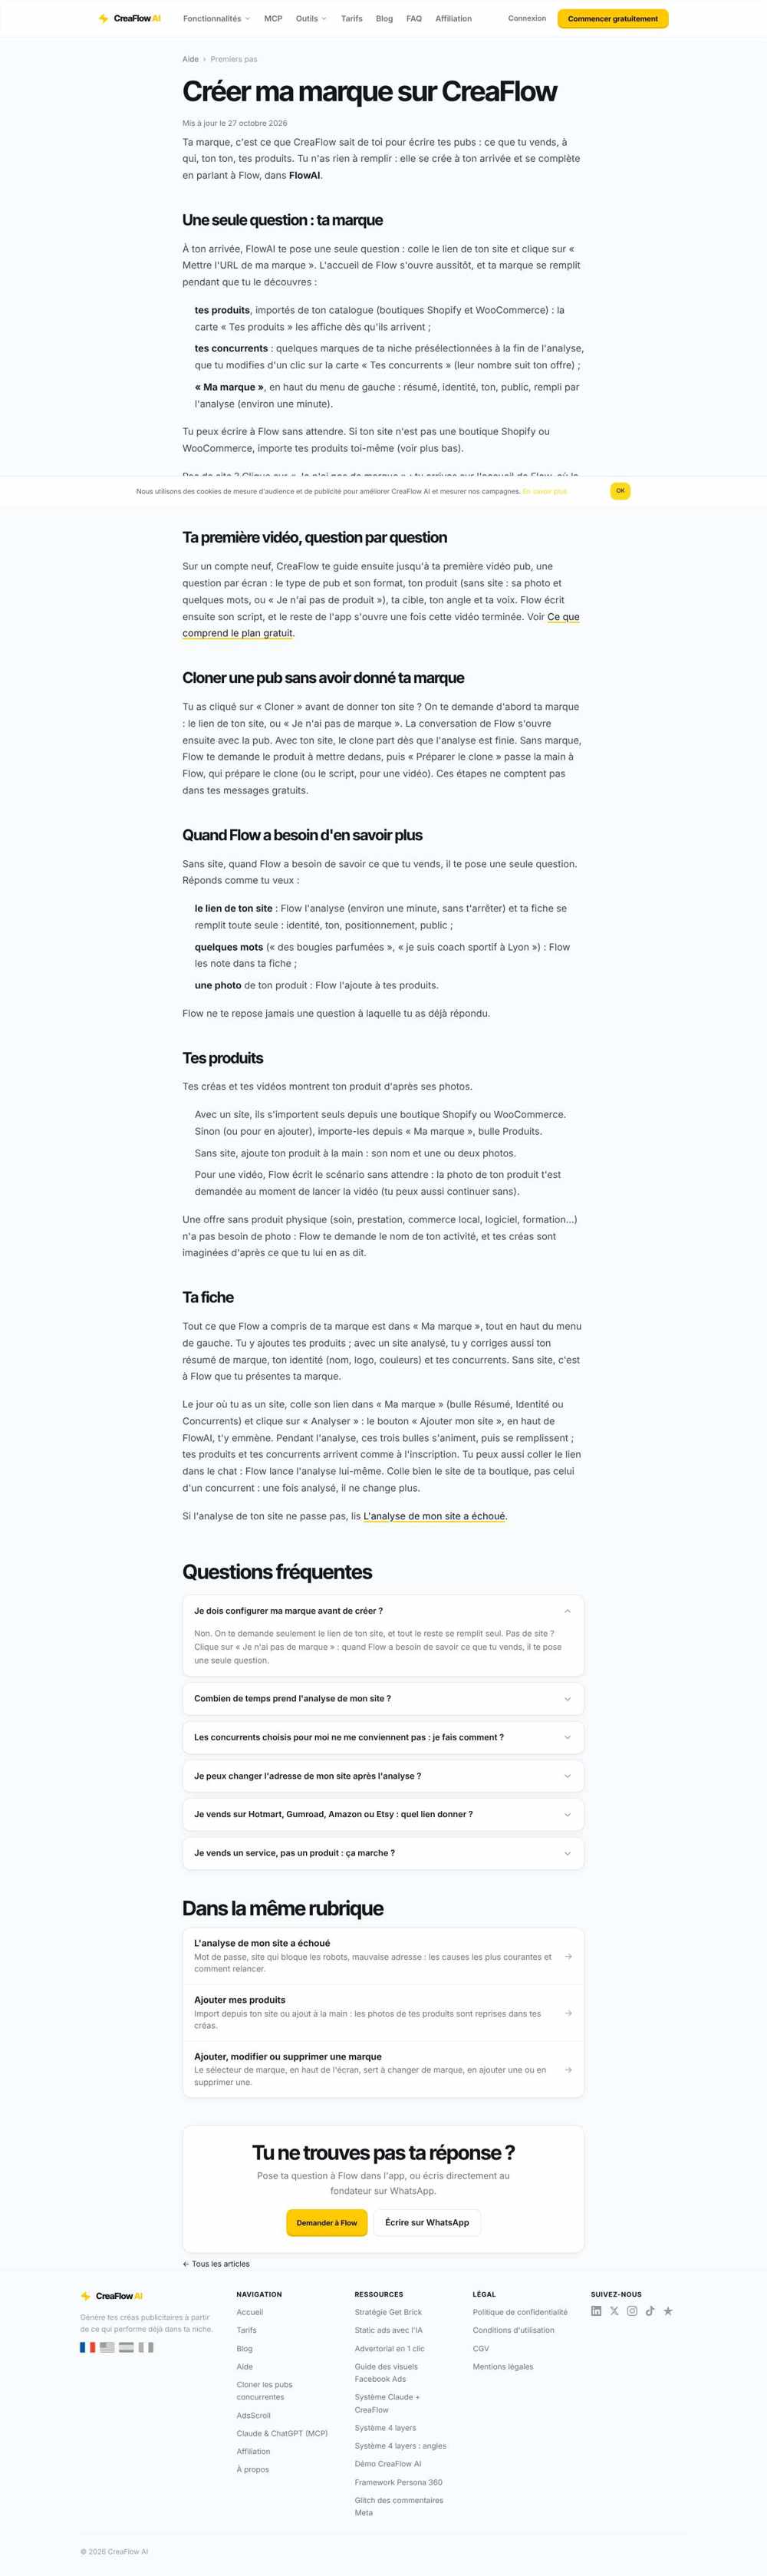 CreaFlow AI
Fonctionnalités
MCP
Outils
Tarifs
Blog
FAQ
Affiliation
Connexion
Commencer gratuitement
Aide › Premiers pas
Créer ma marque sur CreaFlow
Mis à jour le 27 octobre 2026
Ta marque, c'est ce que CreaFlow sait de toi pour écrire tes pubs : ce que tu vends, à
qui, ton ton, tes produits. Tu n'as rien à remplir : elle se crée à ton arrivée et se complète
en parlant à Flow, dans FlowAI.
Une seule question : ta marque
À ton arrivée, FlowAI te pose une seule question : colle le lien de ton site et clique sur «
Mettre l'URL de ma marque ». L'accueil de Flow s'ouvre aussitôt, et ta marque se remplit
pendant que tu le découvres :
tes produits, importés de ton catalogue (boutiques Shopify et WooCommerce) : la
carte « Tes produits » les affiche dès qu'ils arrivent ;
tes concurrents : quelques marques de ta niche présélectionnées à la fin de l'analyse,
que tu modifies d'un clic sur la carte « Tes concurrents » (leur nombre suit ton offre) ;
« Ma marque », en haut du menu de gauche : résumé, identité, ton, public, rempli par
l'analyse (environ une minute).
Tu peux écrire à Flow sans attendre. Si ton site n'est pas une boutique Shopify ou
WooCommerce, importe tes produits toi-même (voir plus bas).
Nous utilisons des cookies de mesure d'audience et de publicité pour améliorer CreaFlow AI et mesurer nos campagnes. En savoir plus
OK
Ta première vidéo, question par question
Sur un compte neuf, CreaFlow te guide ensuite jusqu'à ta première vidéo pub, une
question par écran : le type de pub et son format, ton produit (sans site : sa photo et
quelques mots, ou « Je n'ai pas de produit »), ta cible, ton angle et ta voix. Flow écrit
ensuite son script, et le reste de l'app s'ouvre une fois cette vidéo terminée. Voir Ce que
comprend le plan gratuit.
Cloner une pub sans avoir donné ta marque
Tu as cliqué sur « Cloner » avant de donner ton site ? On te demande d'abord ta marque
: le lien de ton site, ou « Je n'ai pas de marque ». La conversation de Flow s'ouvre
ensuite avec la pub. Avec ton site, le clone part dès que l'analyse est finie. Sans marque,
Flow te demande le produit à mettre dedans, puis « Préparer le clone » passe la main à
Flow, qui prépare le clone (ou le script, pour une vidéo). Ces étapes ne comptent pas
dans tes messages gratuits.
Quand Flow a besoin d'en savoir plus
Sans site, quand Flow a besoin de savoir ce que tu vends, il te pose une seule question.
Réponds comme tu veux :
le lien de ton site : Flow l'analyse (environ une minute, sans t'arrêter) et ta fiche se
remplit toute seule : identité, ton, positionnement, public ;
quelques mots (« des bougies parfumées », « je suis coach sportif à Lyon ») : Flow
les note dans ta fiche ;
une photo de ton produit : Flow l'ajoute à tes produits.
Flow ne te repose jamais une question à laquelle tu as déjà répondu.
Tes produits
Tes créas et tes vidéos montrent ton produit d'après ses photos.
Avec un site, ils s'importent seuls depuis une boutique Shopify ou WooCommerce.
Sinon (ou pour en ajouter), importe-les depuis « Ma marque », bulle Produits.
Sans site, ajoute ton produit à la main : son nom et une ou deux photos.
Pour une vidéo, Flow écrit le scénario sans attendre : la photo de ton produit t'est
demandée au moment de lancer la vidéo (tu peux aussi continuer sans).
Une offre sans produit physique (soin, prestation, commerce local, logiciel, formation...)
n'a pas besoin de photo : Flow te demande le nom de ton activité, et tes créas sont
imaginées d'après ce que tu lui en as dit.
Ta fiche
Tout ce que Flow a compris de ta marque est dans « Ma marque », tout en haut du menu
de gauche. Tu y ajoutes tes produits ; avec un site analysé, tu y corriges aussi ton
résumé de marque, ton identité (nom, logo, couleurs) et tes concurrents. Sans site, c'est
à Flow que tu présentes ta marque.
Le jour où tu as un site, colle son lien dans « Ma marque » (bulle Résumé, Identité ou
Concurrents) et clique sur « Analyser » : le bouton « Ajouter mon site », en haut de
FlowAI, t'y emmène. Pendant l'analyse, ces trois bulles s'animent, puis se remplissent ;
tes produits et tes concurrents arrivent comme à l'inscription. Tu peux aussi coller le lien
dans le chat : Flow lance l'analyse lui-même. Colle bien le site de ta boutique, pas celui
d'un concurrent : une fois analysé, il ne change plus.
Si l'analyse de ton site ne passe pas, lis L'analyse de mon site a échoué.
Questions fréquentes
Je dois configurer ma marque avant de créer ?
Non. On te demande seulement le lien de ton site, et tout le reste se remplit seul. Pas de site ?
Clique sur « Je n'ai pas de marque » : quand Flow a besoin de savoir ce que tu vends, il te pose
une seule question.
Combien de temps prend l'analyse de mon site ?
Les concurrents choisis pour moi ne me conviennent pas : je fais comment ?
Je peux changer l'adresse de mon site après l'analyse ?
Je vends sur Hotmart, Gumroad, Amazon ou Etsy : quel lien donner ?
Je vends un service, pas un produit : ça marche ?
Dans la même rubrique
L'analyse de mon site a échoué
Mot de passe, site qui bloque les robots, mauvaise adresse : les causes les plus courantes et
comment relancer.
Ajouter mes produits
Import depuis ton site ou ajout à la main : les photos de tes produits sont reprises dans tes
créas.
Ajouter, modifier ou supprimer une marque
Le sélecteur de marque, en haut de l'écran, sert à changer de marque, en ajouter une ou en
supprimer une.
Tu ne trouves pas ta réponse ?
Pose ta question à Flow dans l'app, ou écris directement au
fondateur sur WhatsApp.
Demander à Flow
Écrire sur WhatsApp
← Tous les articles
CreaFlow AI
Génère tes créas publicitaires à partir
de ce qui performe déjà dans ta niche.
NAVIGATION
Accueil
Tarifs
Blog
Aide
Cloner les pubs
concurrentes
AdsScroll
Claude & ChatGPT (MCP)
Affiliation
À propos
RESSOURCES
Stratégie Get Brick
Static ads avec l'IA
Advertorial en 1 clic
Guide des visuels
Facebook Ads
Système Claude +
CreaFlow
Système 4 layers
Système 4 layers : angles
Démo CreaFlow AI
Framework Persona 360
Glitch des commentaires
Meta
LÉGAL
Politique de confidentialité
Conditions d'utilisation
CGV
Mentions légales
SUIVEZ-NOUS
© 2026 CreaFlow AI